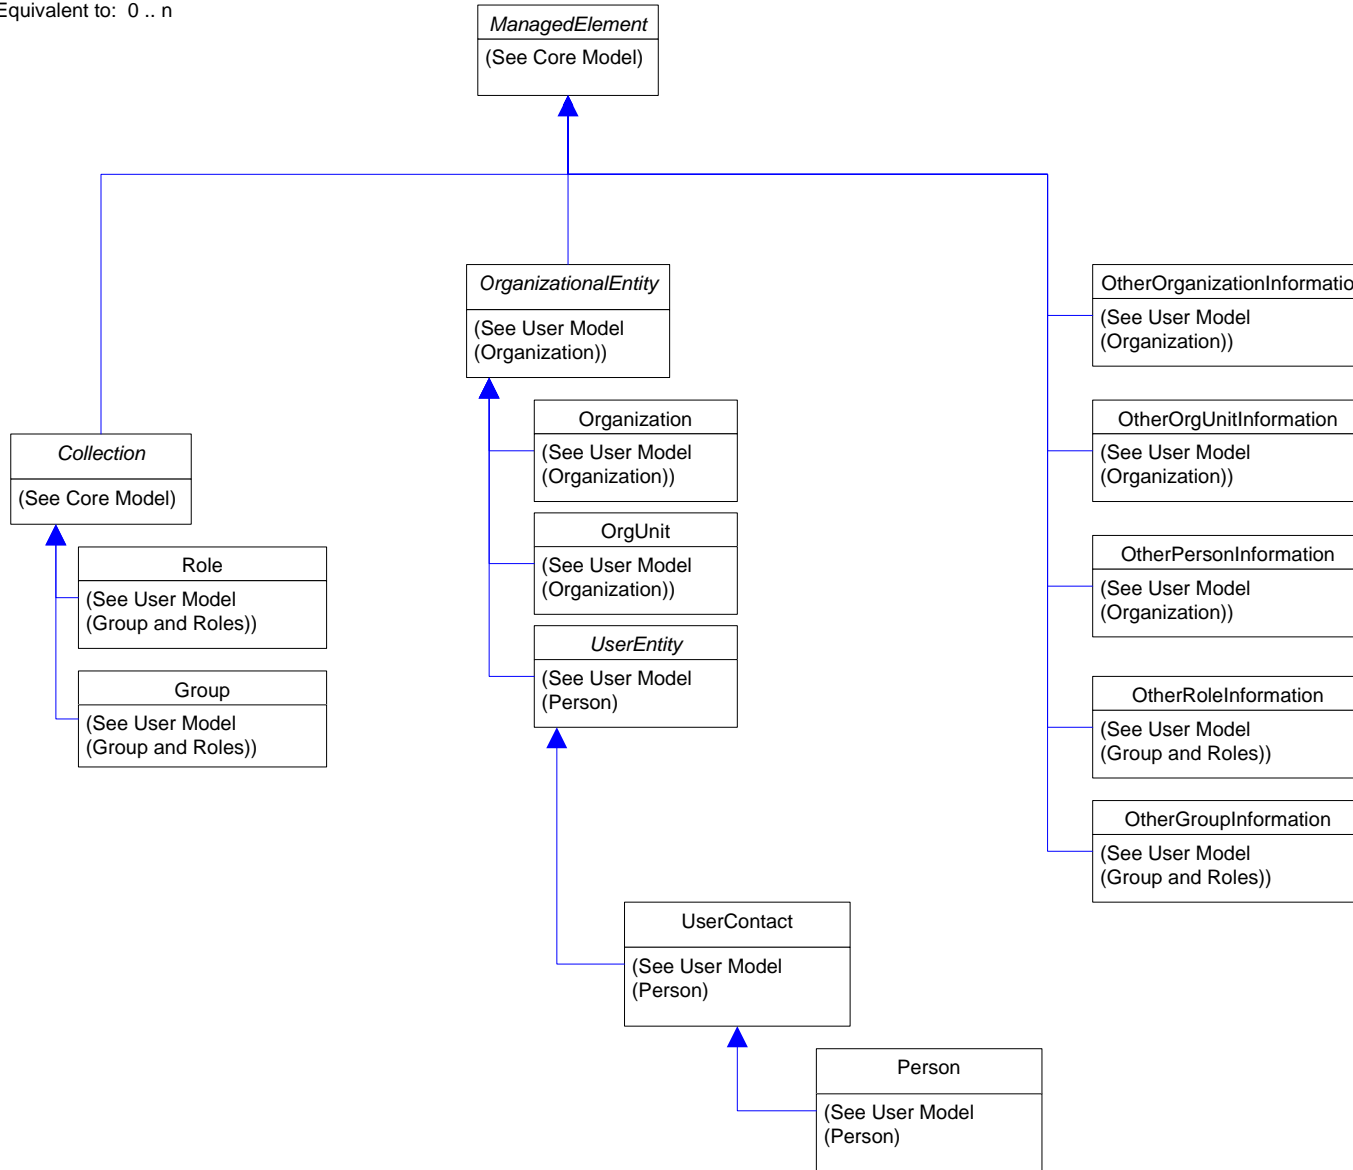 Equivalent to: 0 .. n
ManagedElement
(See Core Model)
OrganizationalEntity
(See User Model
(Organization))
Organization
(See User Model
(Organization))
OrgUnit
(See User Model
(Organization))
UserEntity
(See User Model
(Person)
Collection
(See Core Model)
Role
(See User Model
(Group and Roles))
Group
(See User Model
(Group and Roles))
UserContact
(See User Model
(Person)
Person
(See User Model
(Person)
OtherOrganizationInformatio
(See User Model
(Organization))
OtherOrgUnitInformation
(See User Model
(Organization))
OtherPersonInformation
(See User Model
(Organization))
OtherRoleInformation
(See User Model
(Group and Roles))
OtherGroupInformation
(See User Model
(Group and Roles))